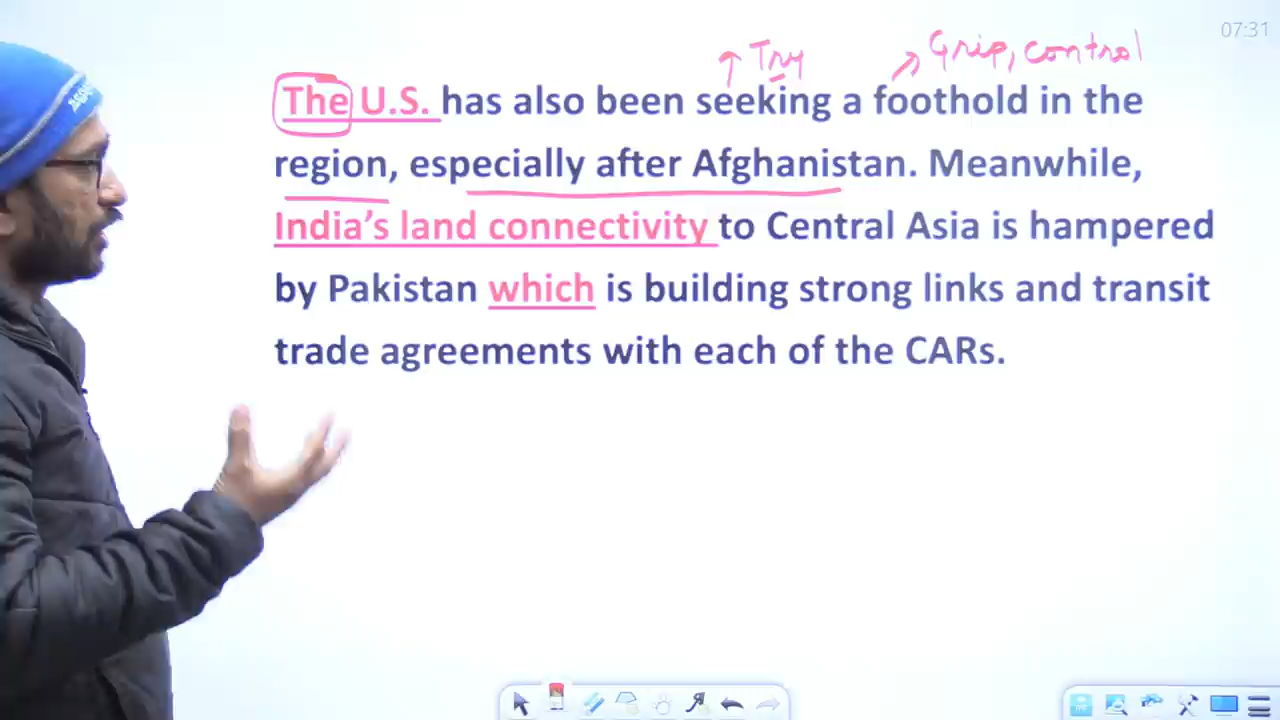 07:31
Try
Grip, control
The U.S. has also been seeking a foothold in the
region, especially after Afghanistan. Meanwhile,
India's land connectivity to Central Asia is hampered
by Pakistan which is building strong links and transit
trade agreements with each of the CARs.